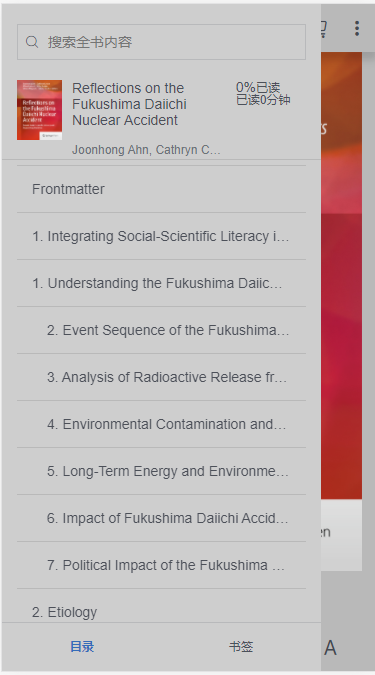 搜索全书内容
Reflections on the
Fukushima Daiichi
Nuclear Accident
0%已读
已读0分钟
Joonhong Ahn, Cathryn C...
Frontmatter
1. Integrating Social-Scientific Literacy i...
1. Understanding the Fukushima Daiic...
2. Event Sequence of the Fukushima...
3. Analysis of Radioactive Release fr...
4. Environmental Contamination and...
5. Long-Term Energy and Environme...
6. Impact of Fukushima Daiichi Accid...
7. Political Impact of the Fukushima ...
2. Etiology
目录
书签
A